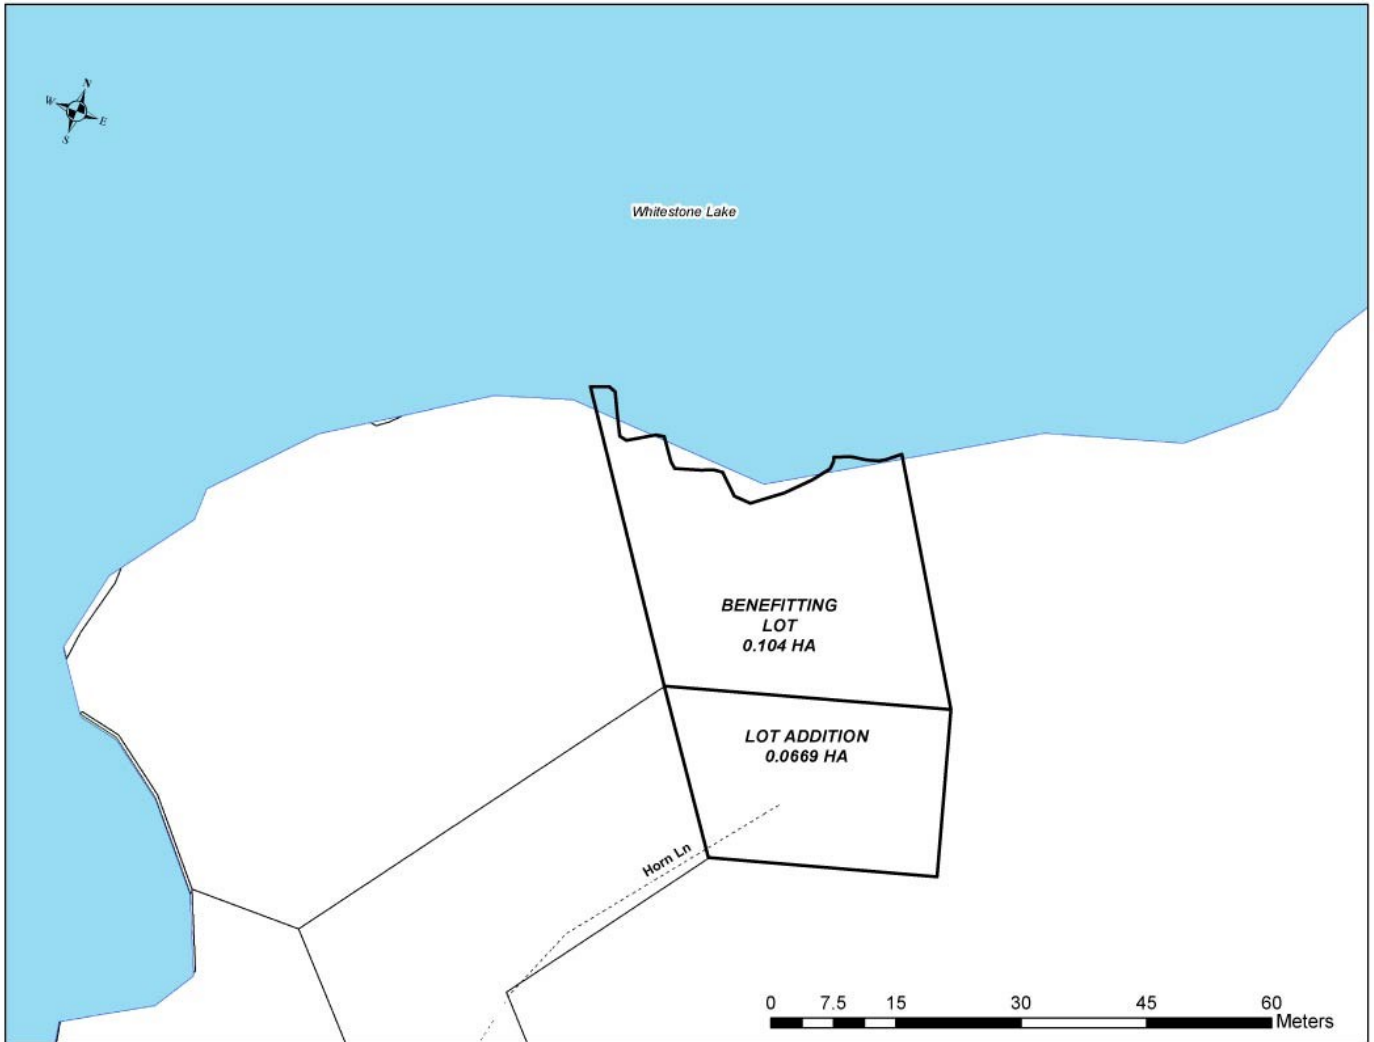 N
W
E
S
Whitestone Lake
BENEFITTING
LOT
0.104 HA
LOT ADDITION
0.0669 HA
Horn Ln
0 7.5 15 30 45 60
Meters